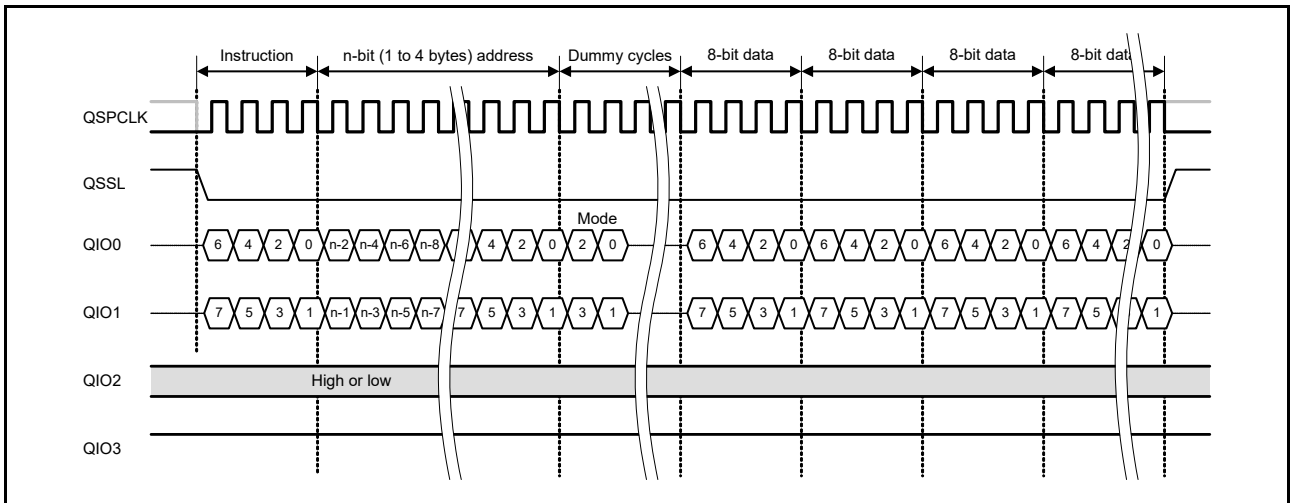 Instruction n-bit (1 to 4 bytes) address Dummy cycles 8-bit data 8-bit data 8-bit data 8-bit data
QSPCLK
QSSL
Mode
QIO0 6 4 2 0 n-2 n-4 n-6 n-8 4 2 0 2 0 6 4 2 0 6 4 2 0 6 4 2 0 6 4 2 0
QIO1 7 5 3 1 n-1 n-3 n-5 n-7 7 5 3 1 3 1 7 5 3 1 7 5 3 1 7 5 3 1 7 5 1
QIO2 High or low
QIO3